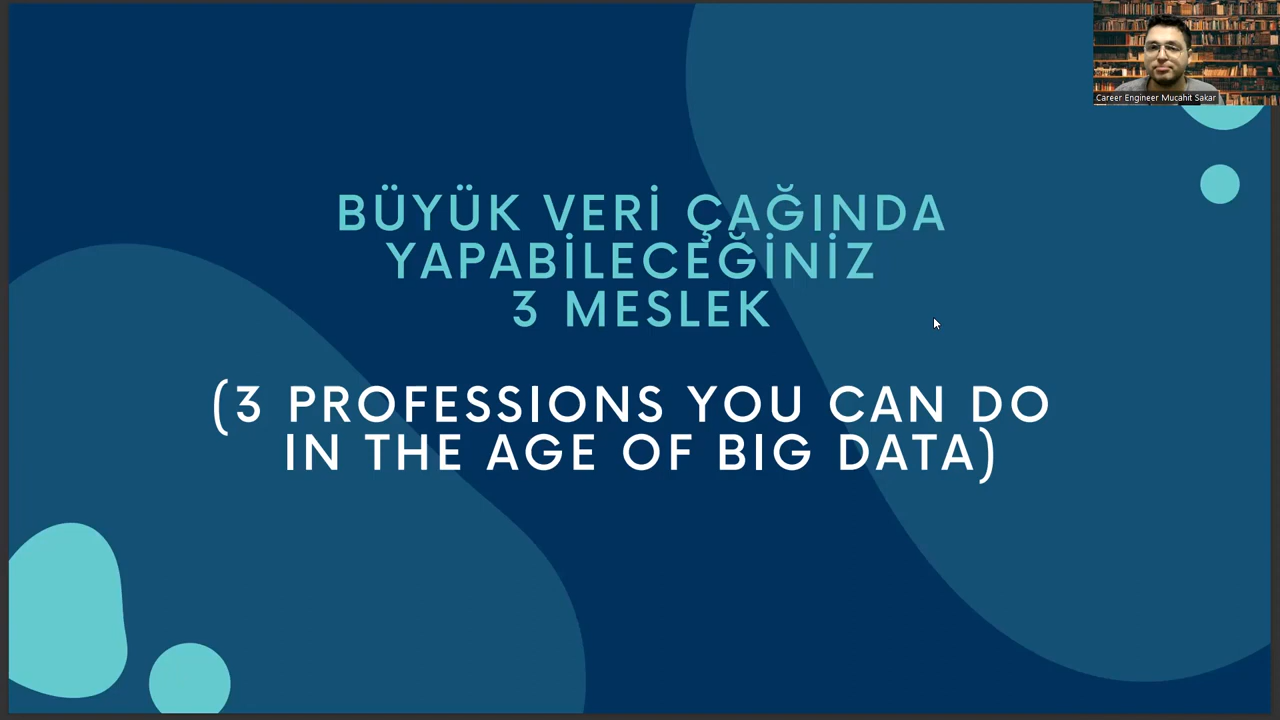 Career Engineer Mucahit Sakar
BÜYÜK VERİ ÇAĞINDA
YAPABİLECEĞİNİZ
3 MESLEK
(3 PROFESSIONS YOU CAN DO
IN THE AGE OF BIG DATA)